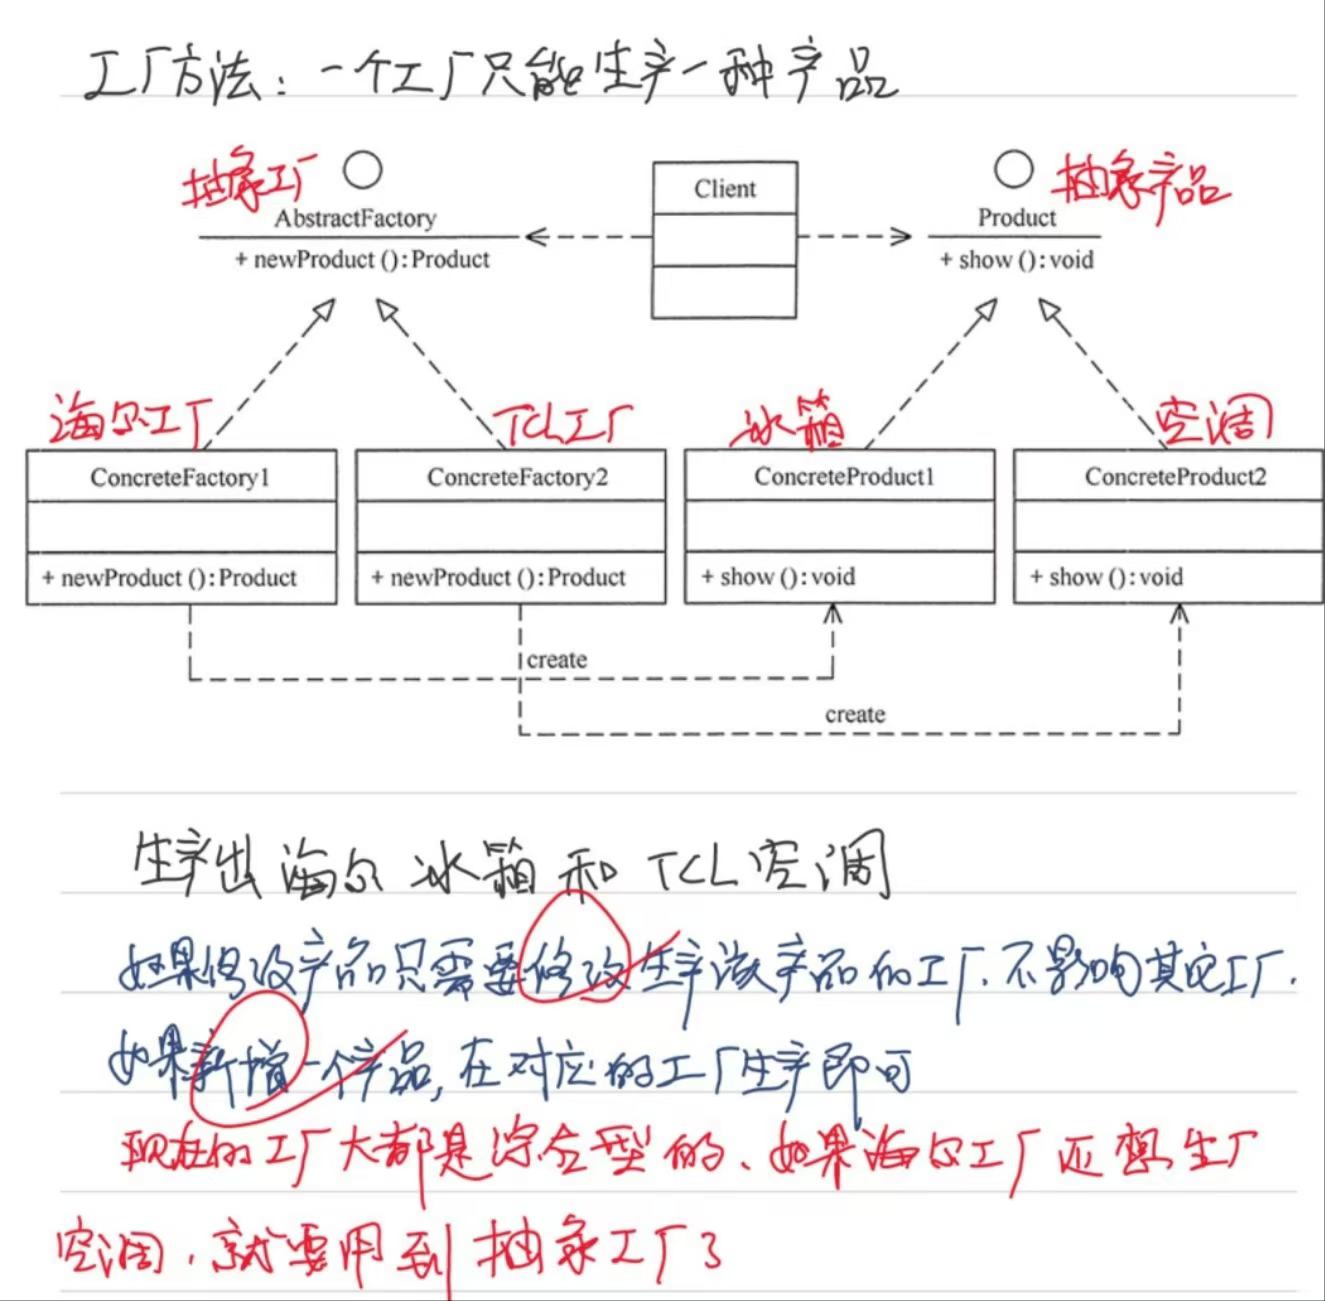 工厂方法：一个工厂只能生产一种产品
抽象工厂
抽象产品
Client
AbstractFactory
Product
+ newProduct ():Product
+ show ():void
海尔工厂
TCL工厂
冰箱
空调
ConcreteFactory1
ConcreteFactory2
ConcreteProduct1
ConcreteProduct2
+ newProduct ():Product
+ newProduct ():Product
+ show ():void
+ show ():void
create
create
生产出海尔冰箱和TCL空调
如果修改产品只需要修改生产该产品的工厂.不影响其它工厂.
如果新增一个产品,在对应的工厂生产即可
现在的工厂大都是综合型的、如果海尔工厂还想生厂
空调，就要用到抽象工厂了